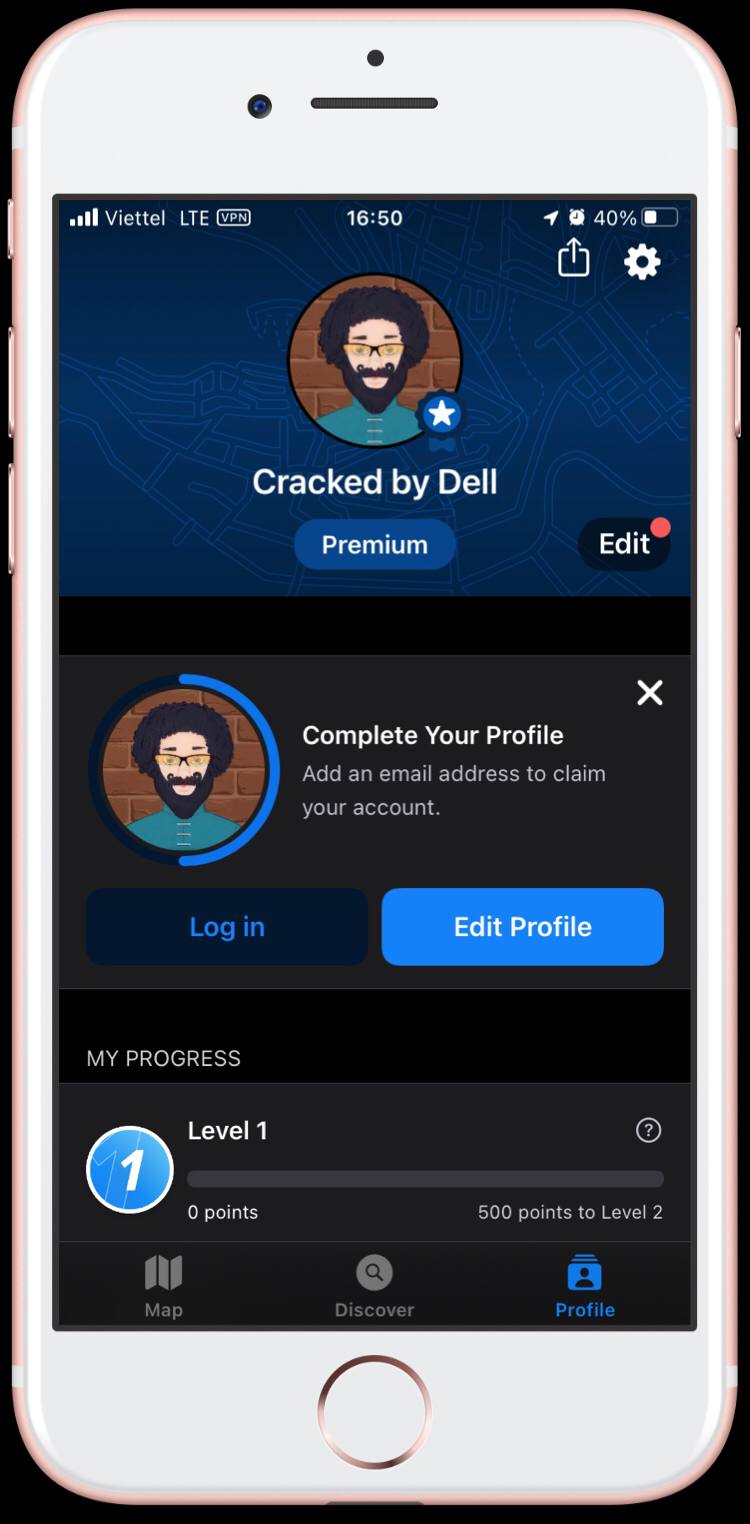 Viettel LTE VPN 16:50 40%
Cracked by Dell
Premium
Edit
Complete Your Profile
Add an email address to claim
your account.
Log in
Edit Profile
MY PROGRESS
Level 1
?
1
0 points
500 points to Level 2
Map
Discover
Profile